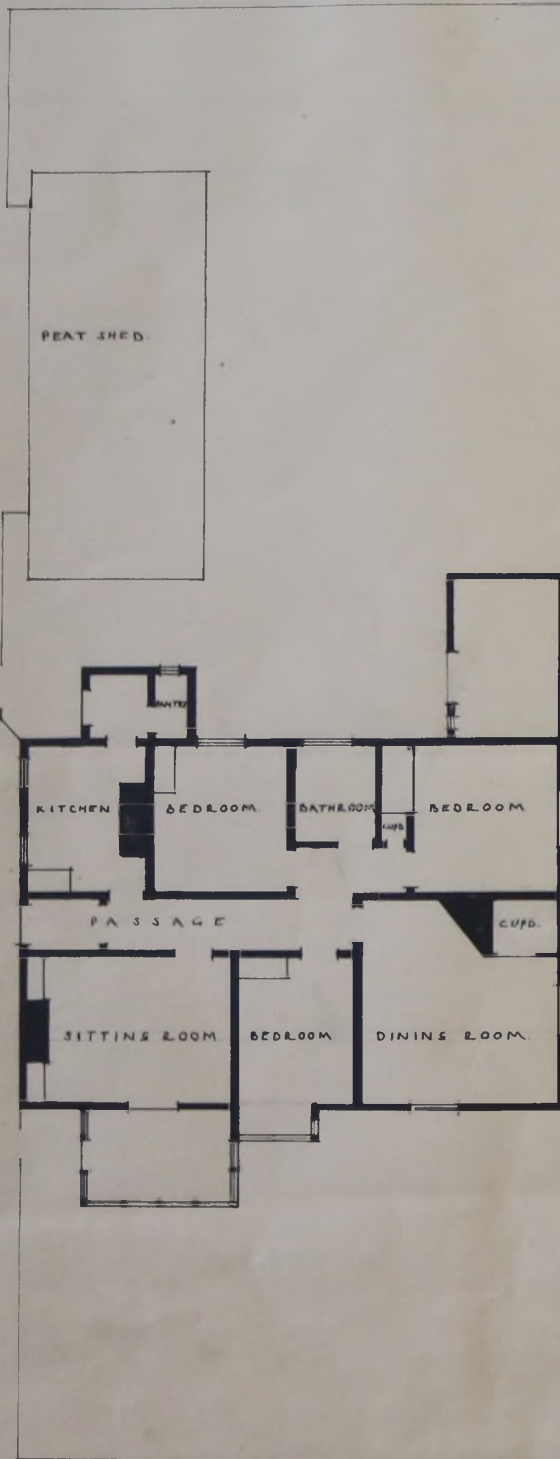 PEAT SHED.
PANTRY
KITCHEN
BEDROOM.
BATHROOM
BEDROOM
CUPD.
PASSAGE
CUPD.
SITTING ROOM.
BEDROOM
DINING ROOM